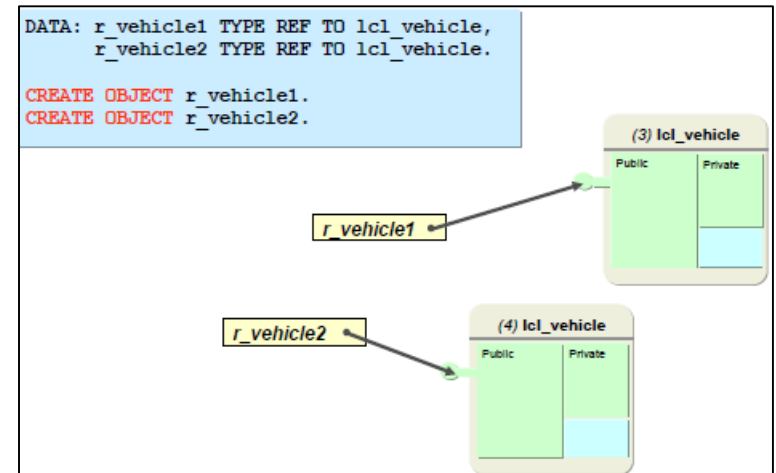 DATA: r_vehicle1 TYPE REF TO lcl_vehicle,
r_vehicle2 TYPE REF TO lcl_vehicle.
CREATE OBJECT r_vehicle1.
CREATE OBJECT r_vehicle2.
(3) lcl_vehicle
Public Private
r_vehicle1
r_vehicle2
(4) lcl_vehicle
Public Private